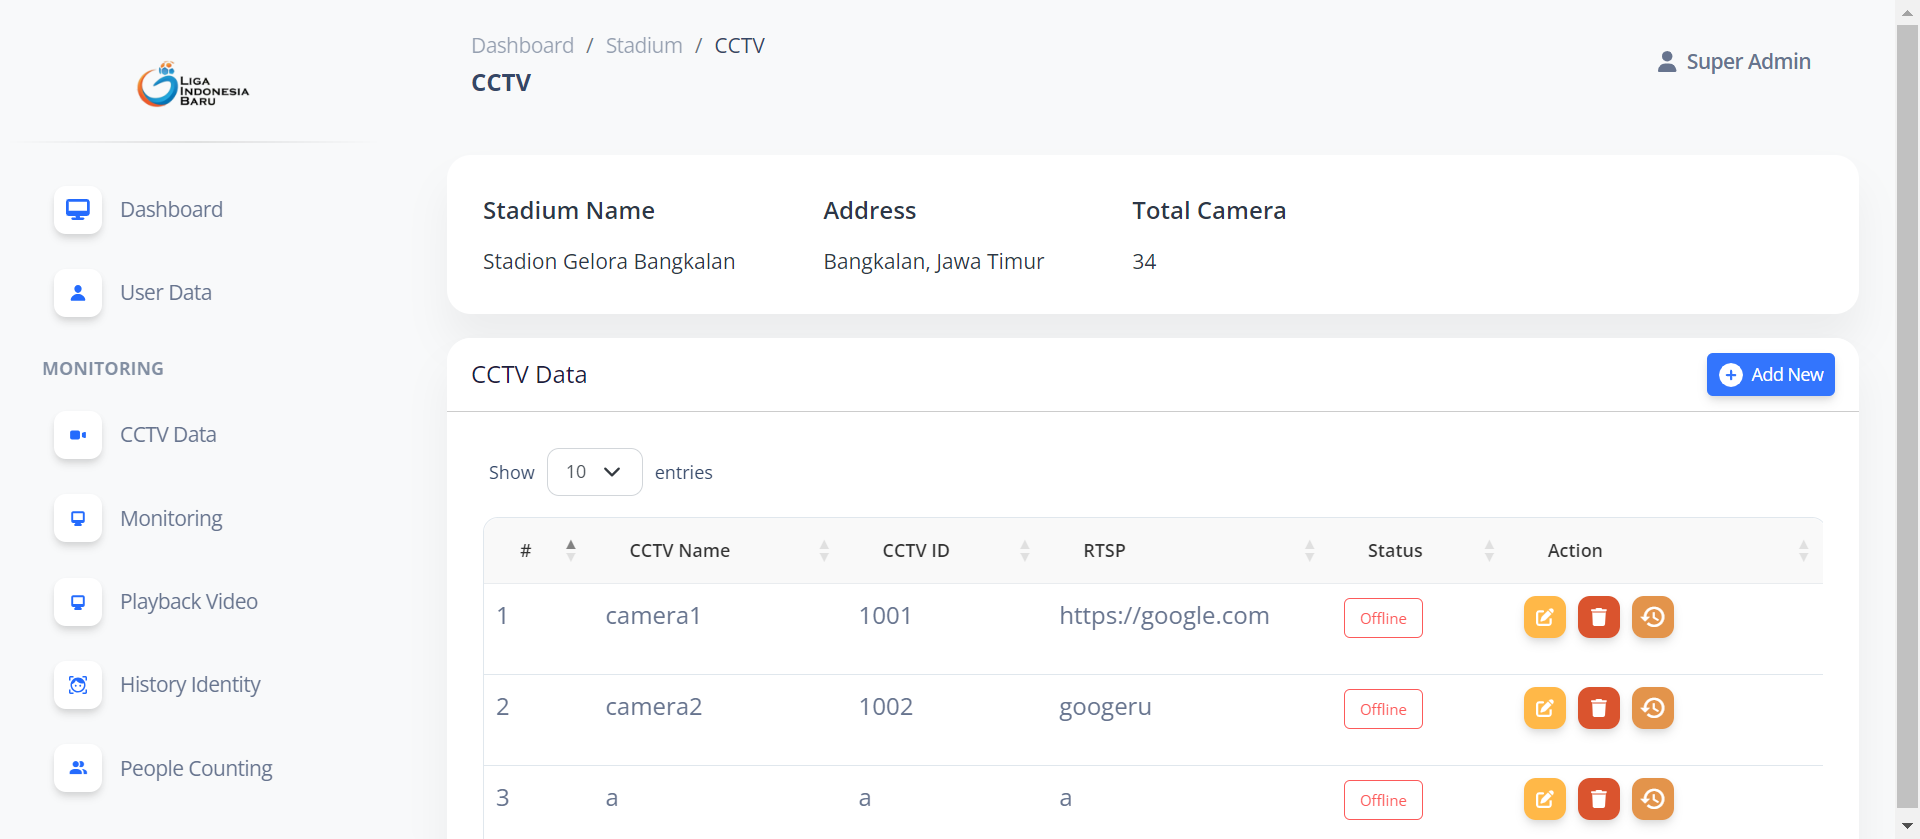 LIGA
INDONESIA
BARU
Dashboard
User Data
MONITORING
CCTV Data
Monitoring
Playback Video
History Identity
People Counting
Dashboard / Stadium / CCTV
CCTV
Super Admin
Stadium Name Address Total Camera
Stadion Gelora Bangkalan Bangkalan, Jawa Timur 34
CCTV Data Add New
Show 10 entries
# CCTV Name CCTV ID RTSP Status Action
1 camera1 1001 https://google.com Offline
2 camera2 1002 googeru Offline
3 a a a Offline